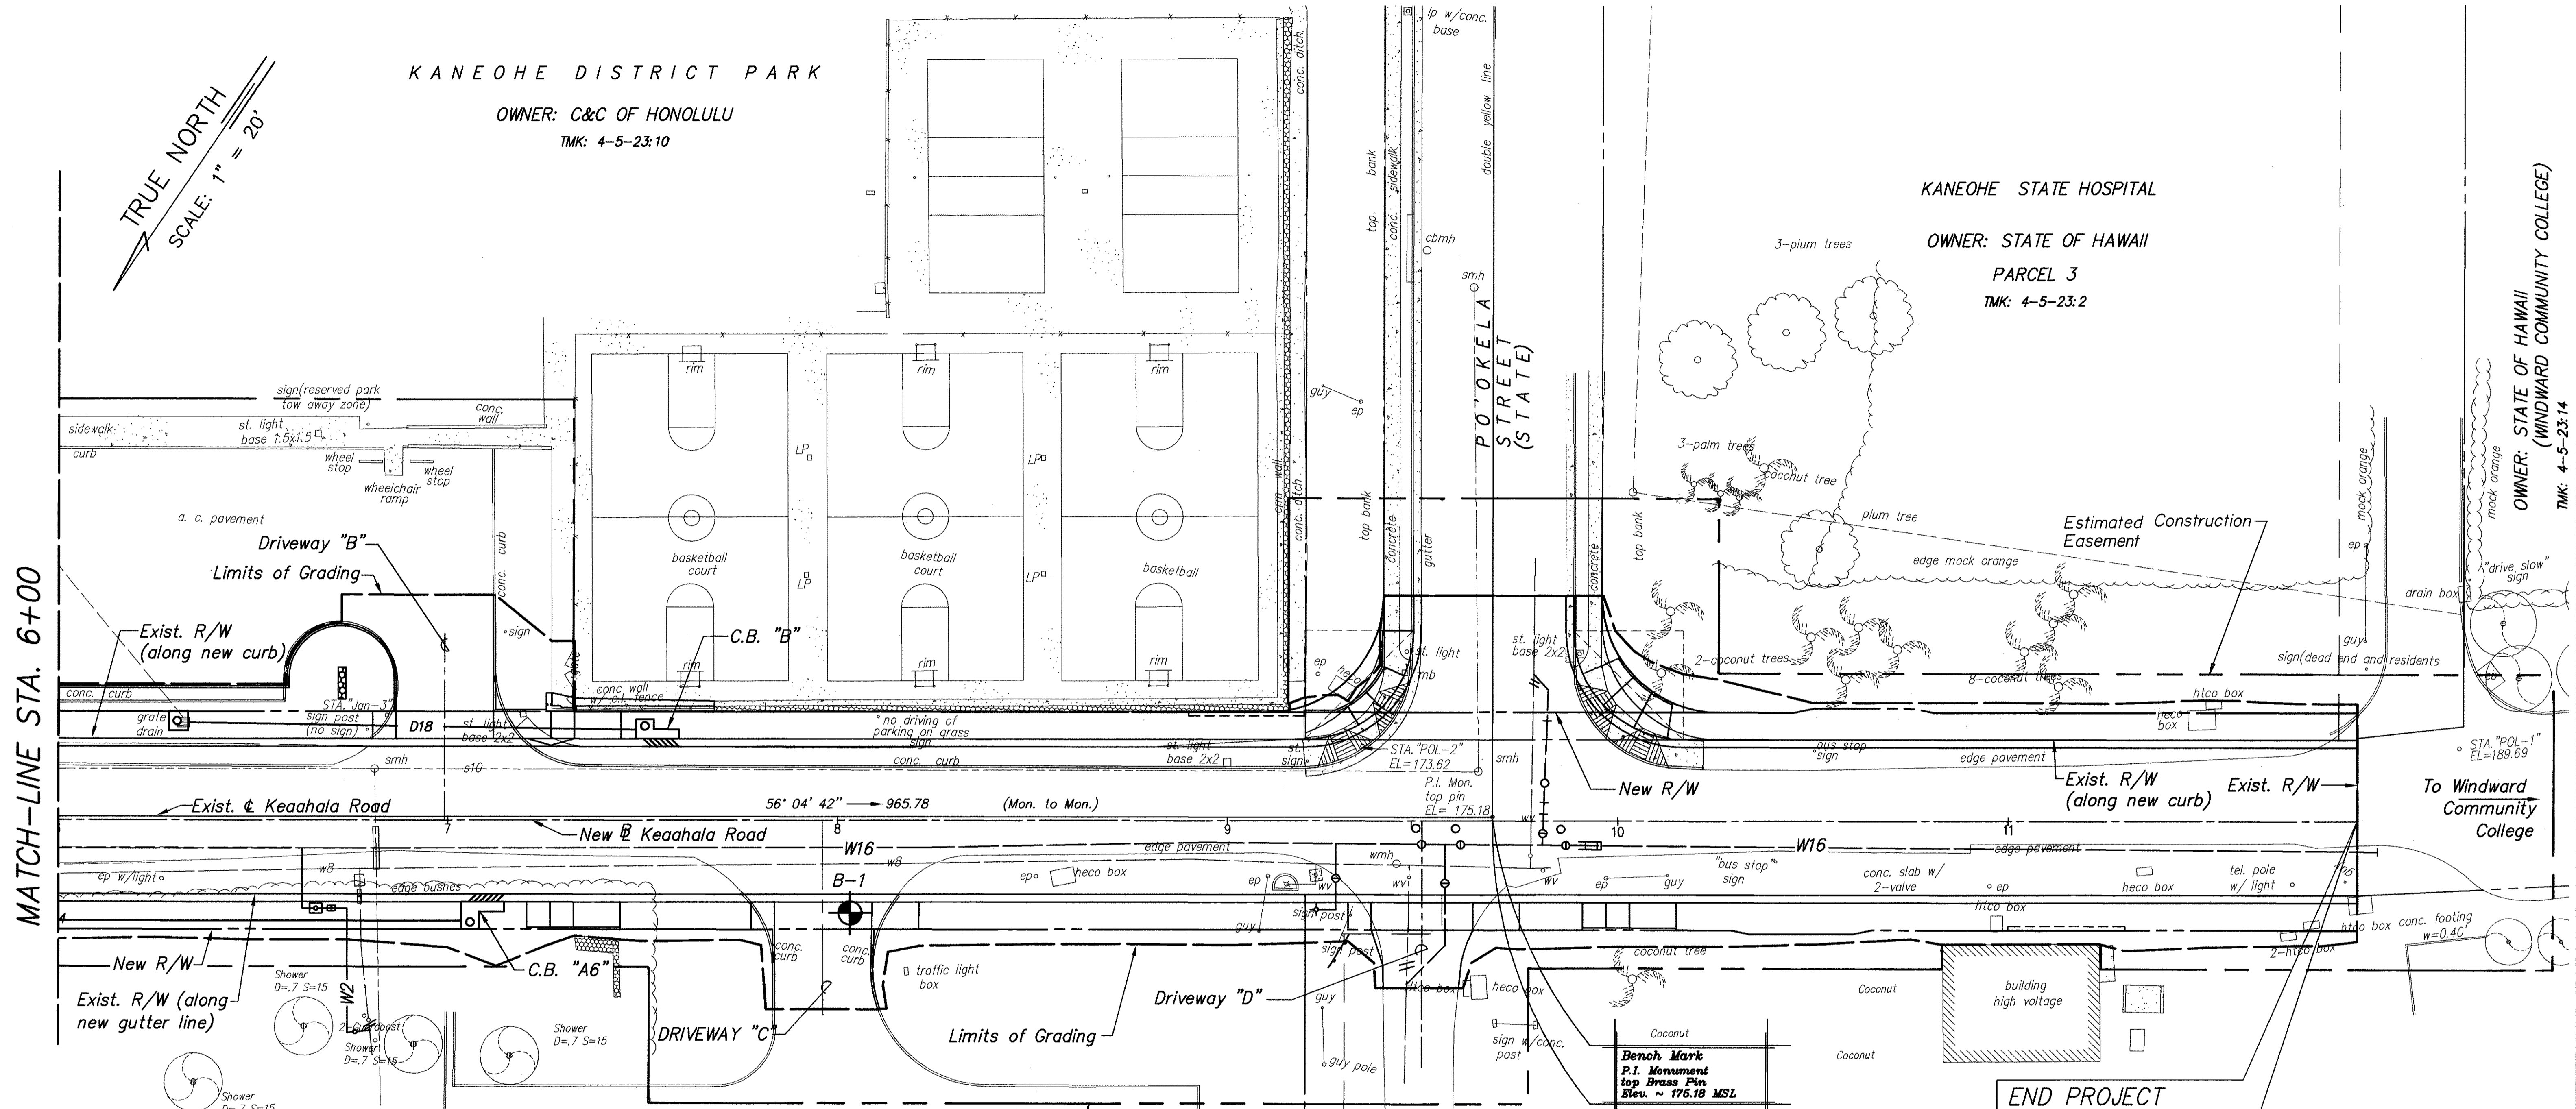 KANEOHE DISTRICT PARK
OWNER: C&C OF HONOLULU
TMK: 4-5-23:10
TRUE NORTH
SCALE: 1" = 20'
lp w/conc.
base
conc. ditch
double yellow line
top bank
conc. sidewalk
cbmh
smh
KANEOHE STATE HOSPITAL
OWNER: STATE OF HAWAII
PARCEL 3
TMK: 4-5-23:2
3-plum trees
OWNER: STATE OF HAWAII
(WINDWARD COMMUNITY COLLEGE)
TMK: 4-5-23:14
PO'OKELA
STREET
(STATE)
sign(reserved park
tow away zone)
conc.
wall
sidewalk
st. light
base 1.5x1.5
curb
wheel
stop
wheel
stop
wheelchair
ramp
a. c. pavement
rim
rim
rim
LP
LP
guy
ep
3-palm trees
coconut tree
plum tree
mock orange
mock orange
conc. curb
crm wall
conc. ditch
top bank
concrete
gutter
concrete
top bank
Driveway "B"
Limits of Grading
basketball
court
basketball
court
basketball
LP
LP
Estimated Construction
Easement
edge mock orange
ep
"drive slow"
sign
drain box
MATCH-LINE STA. 6+00
Exist. R/W
(along new curb)
sign
gate
C.B. "B"
rim
rim
rim
ep
heco
st. light
mb
st. light
base 2x2
2-coconut trees
8-coconut trees
guy
sign(dead end and residents
conc. curb
STA."Jan-3"
sign post
(no sign)
grate
drain
D18
st. light
base 2x2
conc. wall
w/ c.l. fence
no driving of
parking on grass
sign
htco box
heco
box
cb
smh
s10
conc. curb
st. light
base 2x2
st.
sign
STA."POL-2"
EL=173.62
smh
bus stop
sign
edge pavement
STA."POL-1"
EL=189.69
P.I. Mon.
top pin
EL= 175.18
New R/W
Exist. R/W
(along new curb)
Exist. R/W
To Windward
Community
College
Exist. ℄ Keaahala Road
56° 04' 42" 965.78 (Mon. to Mon.)
7
8
9
10
11
New ℄ Keaahala Road
W16
edge pavement
wv
W16
edge pavement
w8
w8
wmh
ep w/light
edge bushes
B-1
ep
heco box
ep
wv
wv
wv
ep
guy
"bus stop"
sign
conc. slab w/
2-valve
ep
heco box
tel. pole
w/ light
sign post
guy
htco box
New R/W
C.B. "A6"
conc.
curb
conc.
curb
traffic light
box
sign post
coconut tree
htco box
conc. footing
w=0.40'
2-htco box
Exist. R/W (along
new gutter line)
Shower
D=.7 S=15
W2
2-Guardpost
Shower
D=.7 S=15
Shower
D=.7 S=15
Shower
D=.7 S=15
DRIVEWAY "C"
Limits of Grading
Driveway "D"
guy
guy pole
htco box
heco box
sign w/conc.
post
Coconut
Coconut
Coconut
building
high voltage
Bench Mark
P.I. Monument
top Brass Pin
Elev. ~ 175.18 MSL
END PROJECT